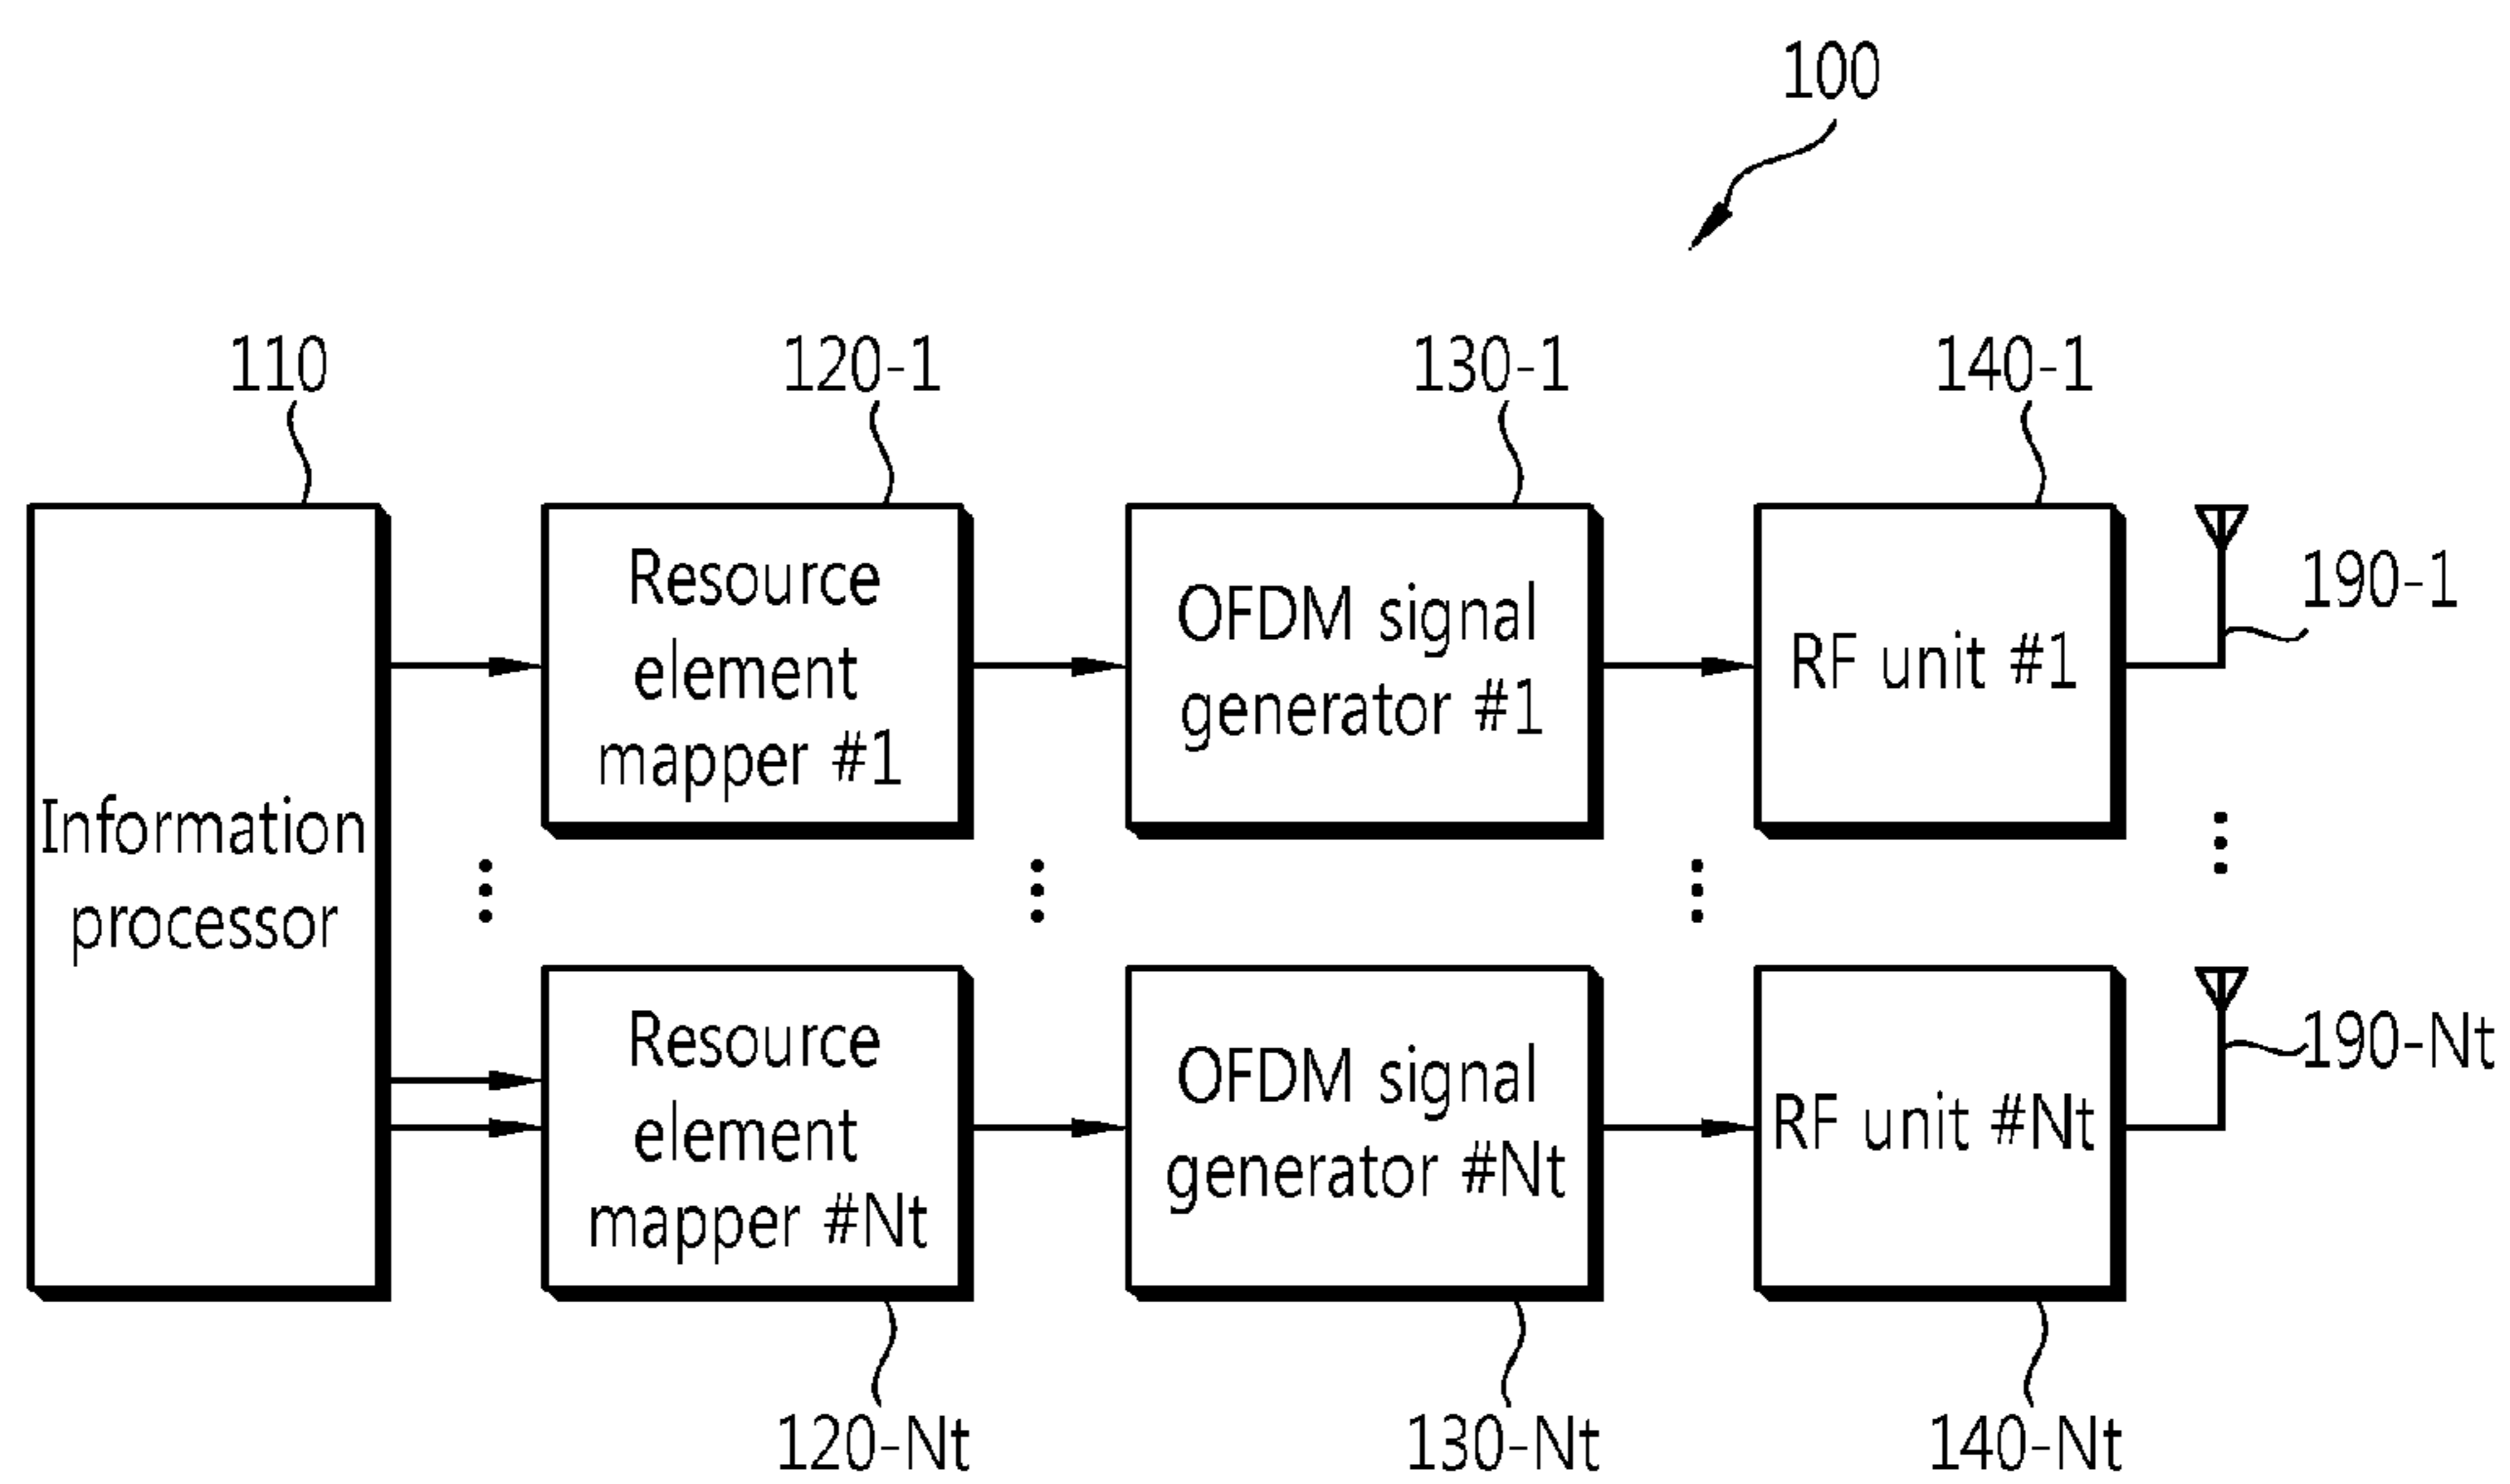 100
110
120-1
130-1
140-1
Resource
element
mapper #1
OFDM signal
generator #1
RF unit #1
190-1
Information
processor
Resource
element
mapper #Nt
OFDM signal
generator #Nt
RF unit #Nt
190-Nt
120-Nt
130-Nt
140-Nt